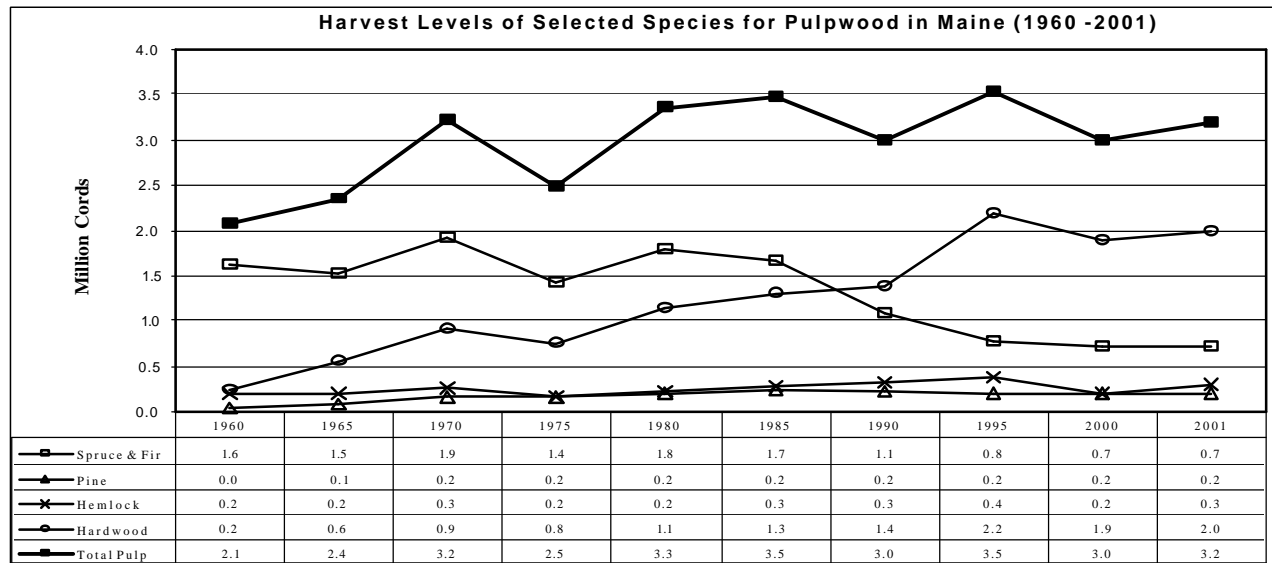 Harvest Levels of Selected Species for Pulpwood in Maine (1960 -2001)
Million Cords
4.0
3.5
3.0
2.5
2.0
1.5
1.0
0.5
0.0
1960 1965 1970 1975 1980 1985 1990 1995 2000 2001
Spruce & Fir 1.6 1.5 1.9 1.4 1.8 1.7 1.1 0.8 0.7 0.7
Pine 0.0 0.1 0.2 0.2 0.2 0.2 0.2 0.2 0.2 0.2
Hemlock 0.2 0.2 0.3 0.2 0.2 0.3 0.3 0.4 0.2 0.3
Hardwood 0.2 0.6 0.9 0.8 1.1 1.3 1.4 2.2 1.9 2.0
Total Pulp 2.1 2.4 3.2 2.5 3.3 3.5 3.0 3.5 3.0 3.2